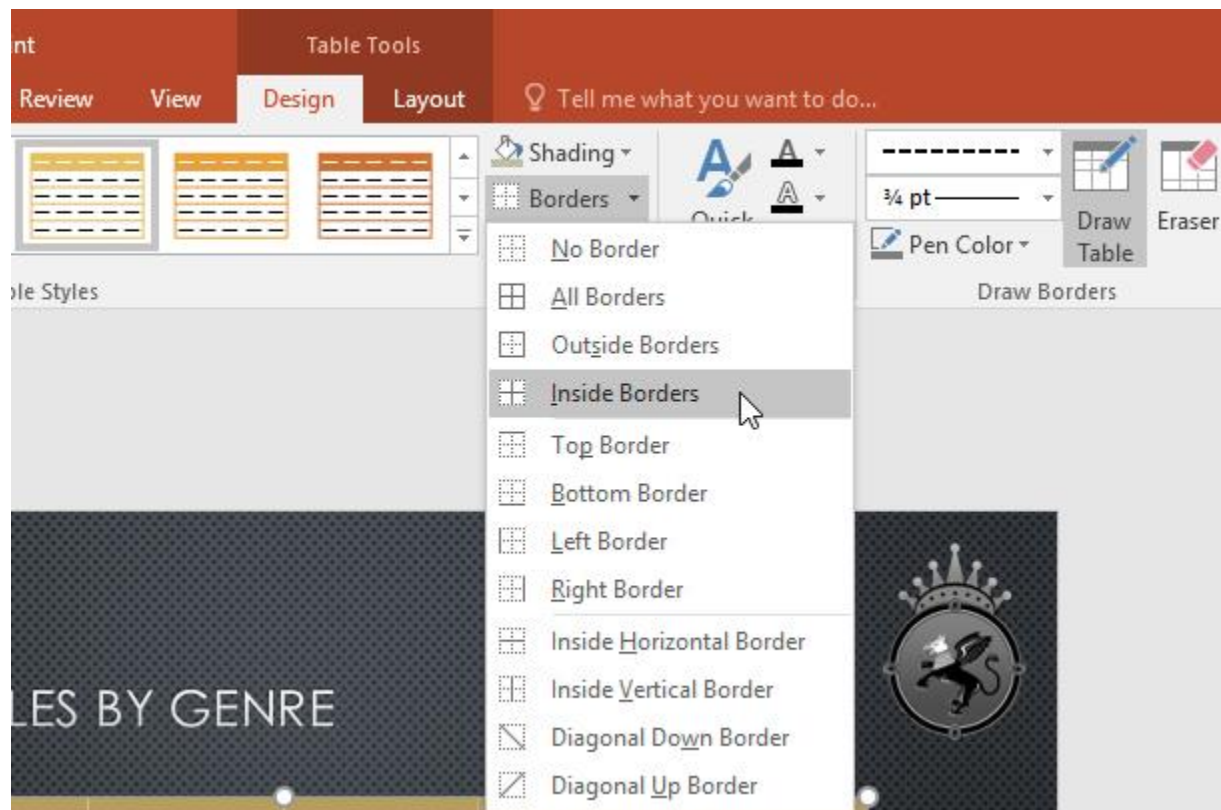 nt
Table Tools
Review View Design Layout Tell me what you want to do...
Shading
Borders
Quick
A
A
A
¾ pt
Pen Color
Draw
Table
Eraser
ble Styles
Draw Borders
No Border
All Borders
Outside Borders
Inside Borders
Top Border
Bottom Border
Left Border
Right Border
Inside Horizontal Border
Inside Vertical Border
Diagonal Down Border
Diagonal Up Border
LES BY GENRE